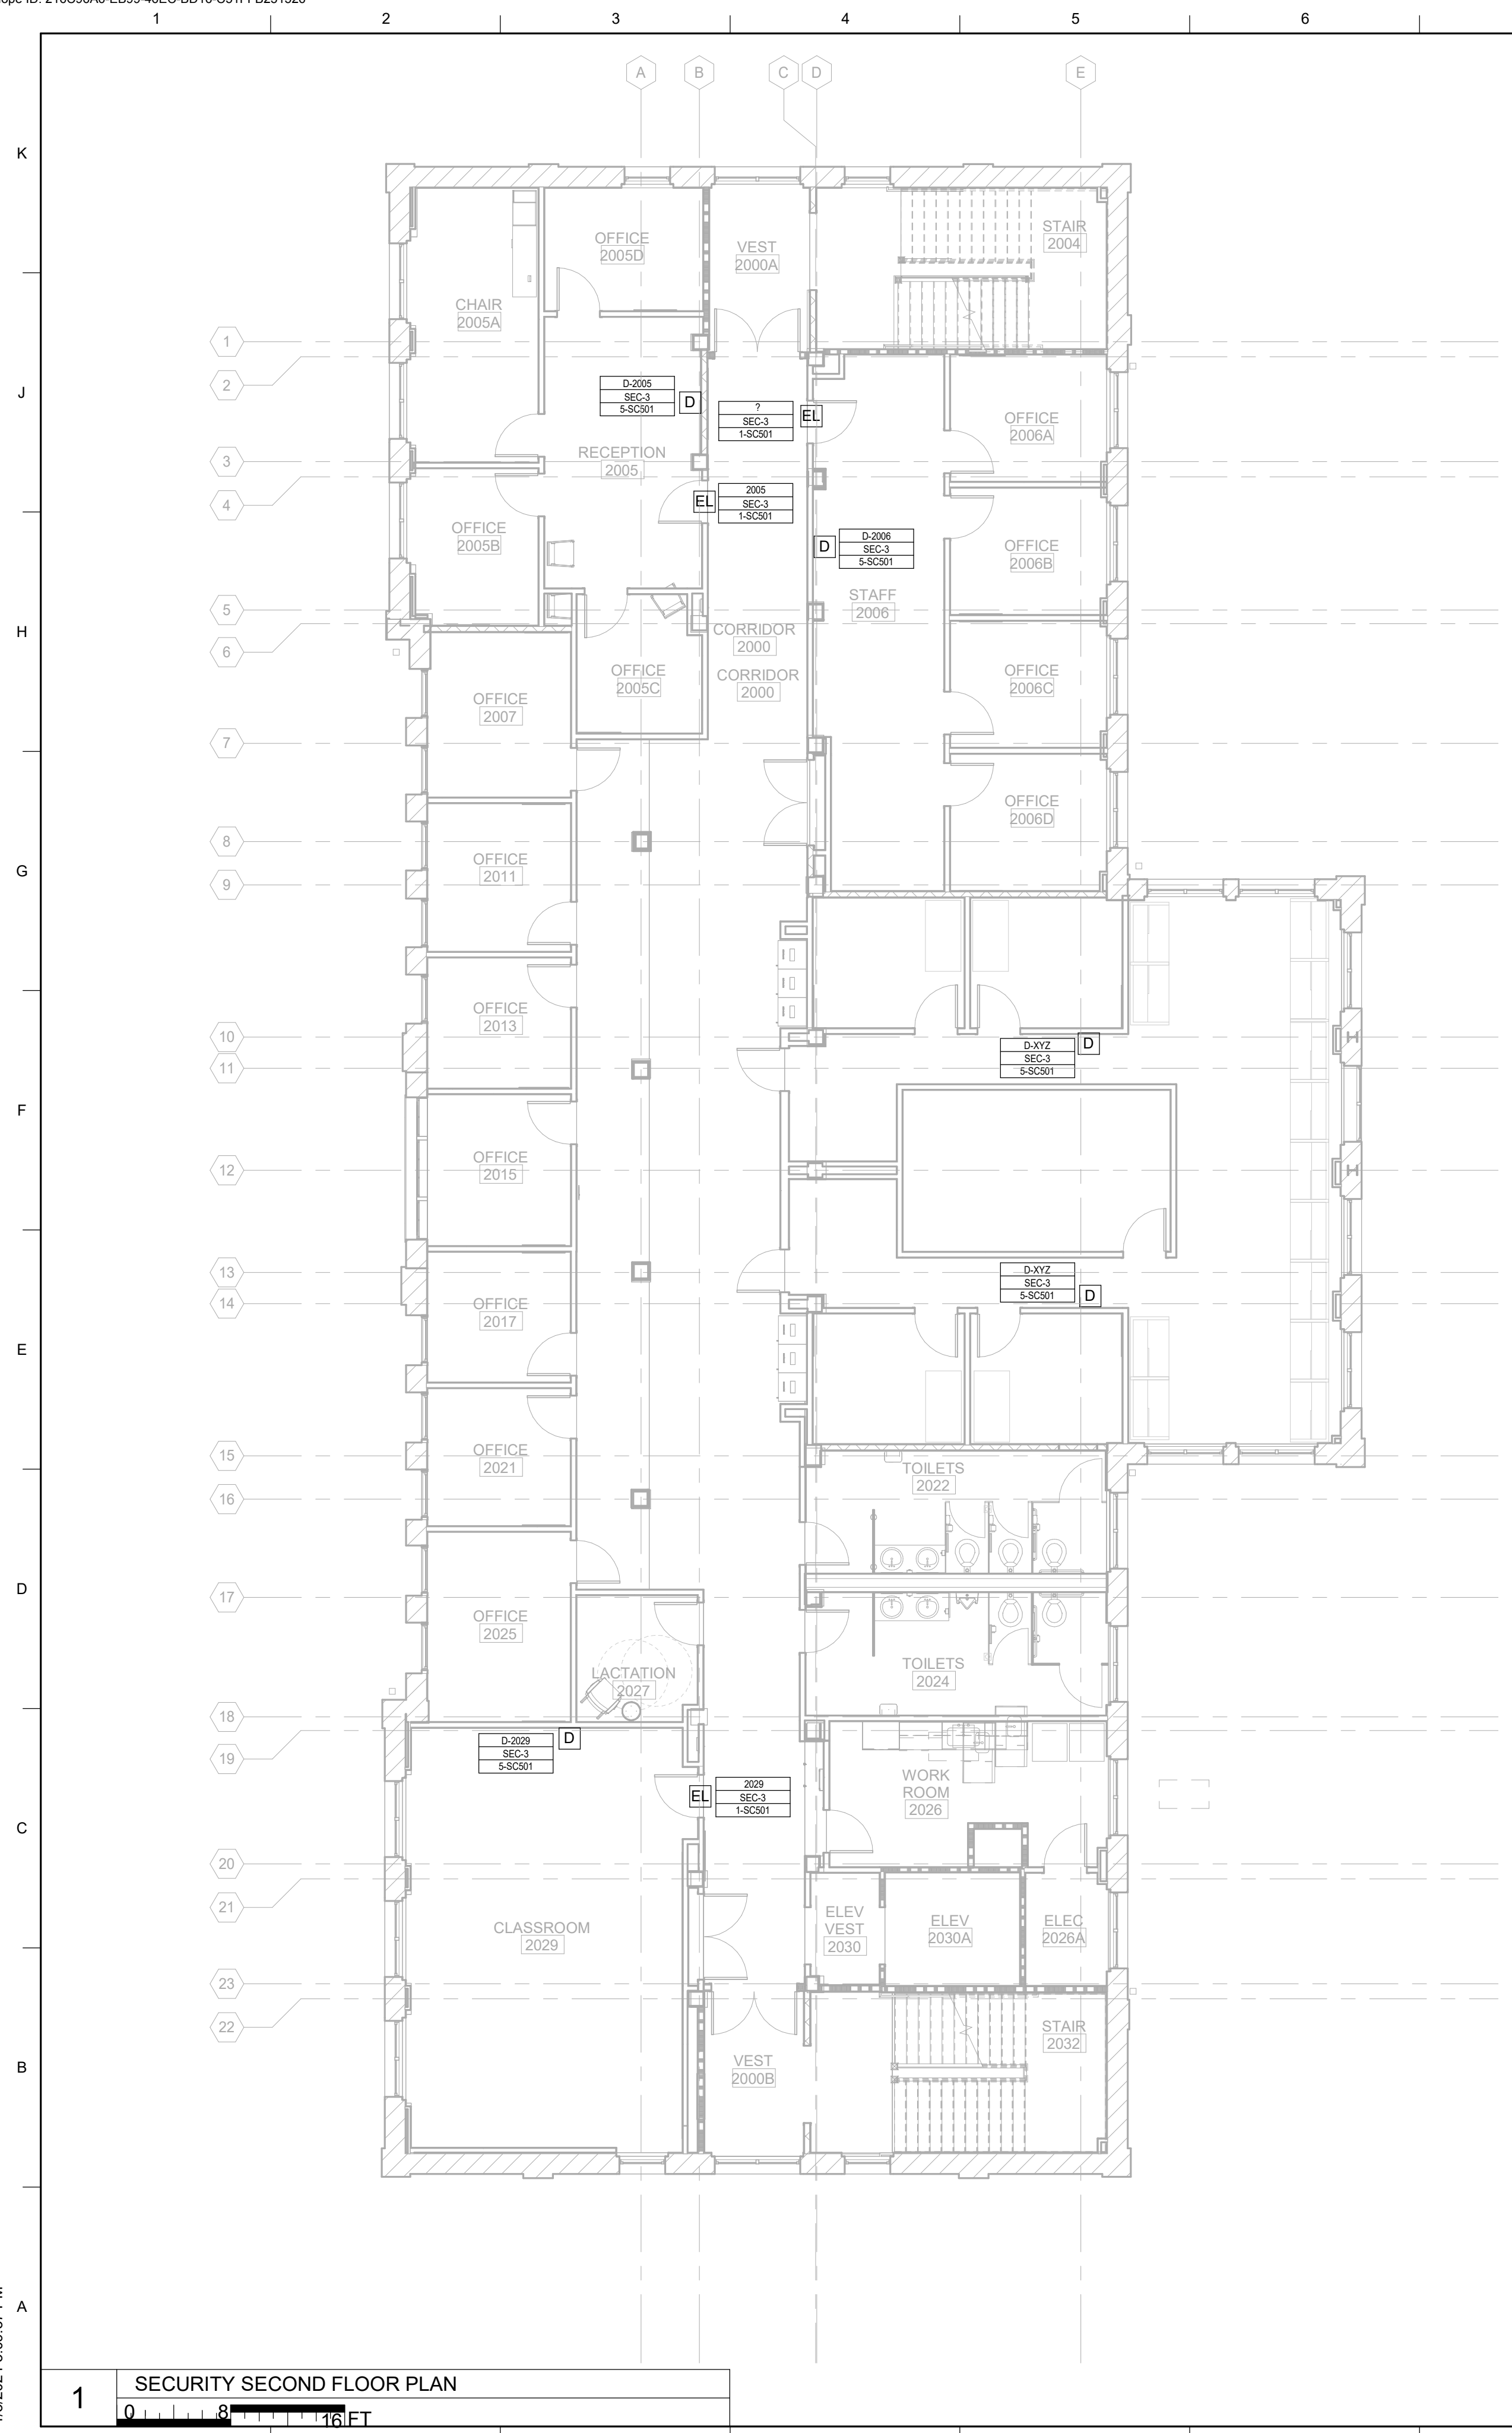 1 2 3 4 5 6
A B C D E
K
OFFICE
2005D
VEST
2000A
STAIR
2004
CHAIR
2005A
1
2
J
D-2005
SEC-3
5-SC501
D
?
SEC-3
1-SC501
EL
OFFICE
2006A
RECEPTION
2005
3
4
EL
2005
SEC-3
1-SC501
OFFICE
2005B
D
D-2006
SEC-3
5-SC501
OFFICE
2006B
STAFF
2006
5
H
6
CORRIDOR
2000
OFFICE
2005C
CORRIDOR
2000
OFFICE
2006C
OFFICE
2007
7
OFFICE
2006D
8
G
9
OFFICE
2011
OFFICE
2013
10
11
D-XYZ
SEC-3
5-SC501
D
F
12
OFFICE
2015
13
14
D-XYZ
SEC-3
5-SC501
D
OFFICE
2017
E
15
16
OFFICE
2021
TOILETS
2022
D
17
OFFICE
2025
LACTATION
2027
TOILETS
2024
18
19
D-2029
SEC-3
5-SC501
D
EL
2029
SEC-3
1-SC501
WORK
ROOM
2026
C
20
21
CLASSROOM
2029
ELEV
VEST
2030
ELEV
2030A
ELEC
2026A
23
22
STAIR
2032
B
VEST
2000B
A
1
SECURITY SECOND FLOOR PLAN
0 8 16 FT